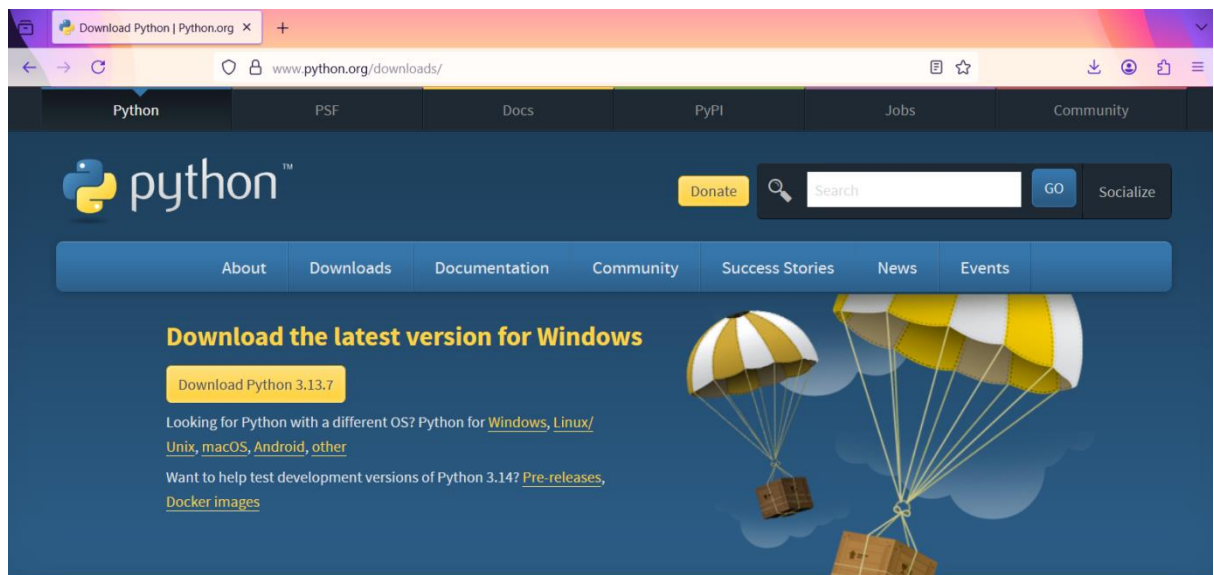 Download Python | Python.org
www.python.org/downloads/
Python PSF Docs PyPI Jobs Community
python™
Donate Search GO Socialize
About Downloads Documentation Community Success Stories News Events
Download the latest version for Windows
Download Python 3.13.7
Looking for Python with a different OS? Python for Windows, Linux/
Unix, macOS, Android, other
Want to help test development versions of Python 3.14? Pre-releases,
Docker images